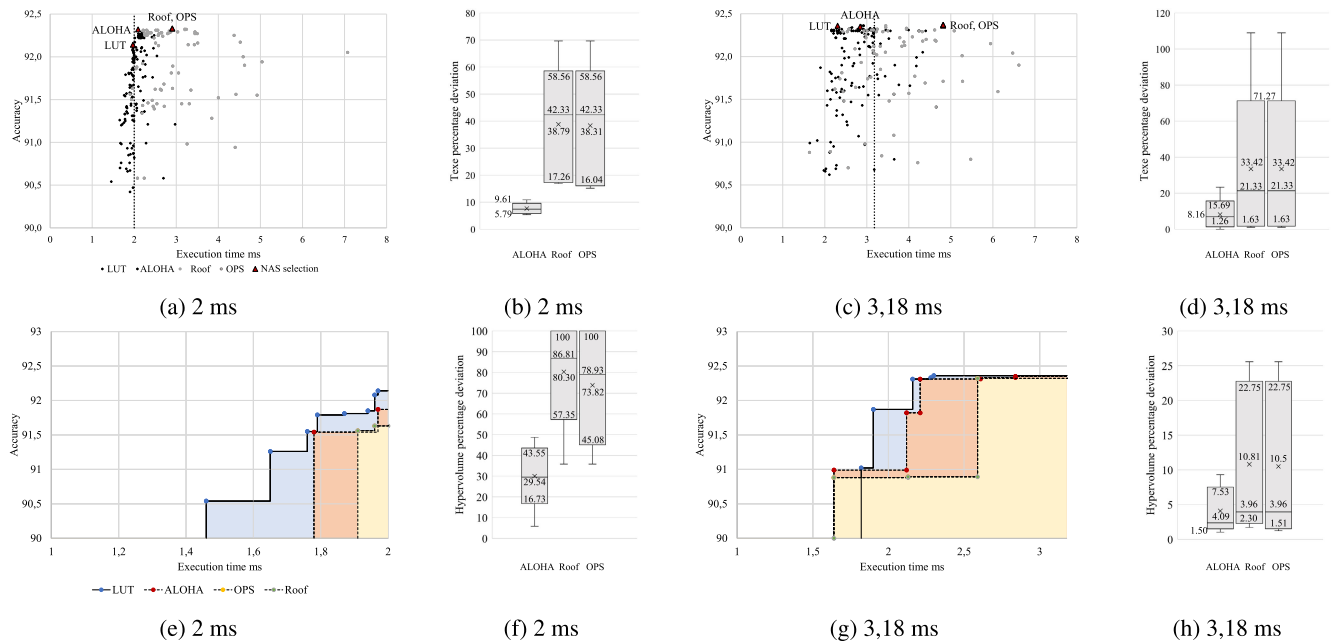 92,5
92,0
91,5
91,0
90,5
90,0
Accuracy
ALOHA
Roof, OPS
LUT
0 1 2 3 4 5 6 7 8
Execution time ms
LUT ALOHA Roof OPS NAS selection
(a) 2 ms
80
70
60
50
40
30
20
10
0
Texe percentage deviation
9.61
5.79
58.56
42.33
38.79
17.26
58.56
42.33
38.31
16.04
ALOHA Roof OPS
(b) 2 ms
92,5
92,0
91,5
91,0
90,5
90,0
Accuracy
LUT
ALOHA
Roof, OPS
0 1 2 3 4 5 6 7 8
Execution time ms
(c) 3,18 ms
120
100
80
60
40
20
0
Texe percentage deviation
15.69
8.16
1.26
71.27
33.42
21.33
1.63
33.42
21.33
1.63
ALOHA Roof OPS
(d) 3,18 ms
93
92,5
92
91,5
91
90,5
90
Accuracy
1 1,2 1,4 1,6 1,8 2
Execution time ms
LUT ALOHA OPS Roof
(e) 2 ms
100
90
80
70
60
50
40
30
20
10
0
Hypervolume percentage deviation
43.55
29.54
16.73
100
86.81
80.30
57.35
100
78.93
73.82
45.08
ALOHA Roof OPS
(f) 2 ms
93
92,5
92
91,5
91
90,5
90
Accuracy
1 1,5 2 2,5 3
Execution time ms
(g) 3,18 ms
30
25
20
15
10
5
0
Hypervolume percentage deviation
7.53
4.09
1.50
22.75
10.81
3.96
2.30
22.75
10.5
3.96
1.51
ALOHA Roof OPS
(h) 3,18 ms